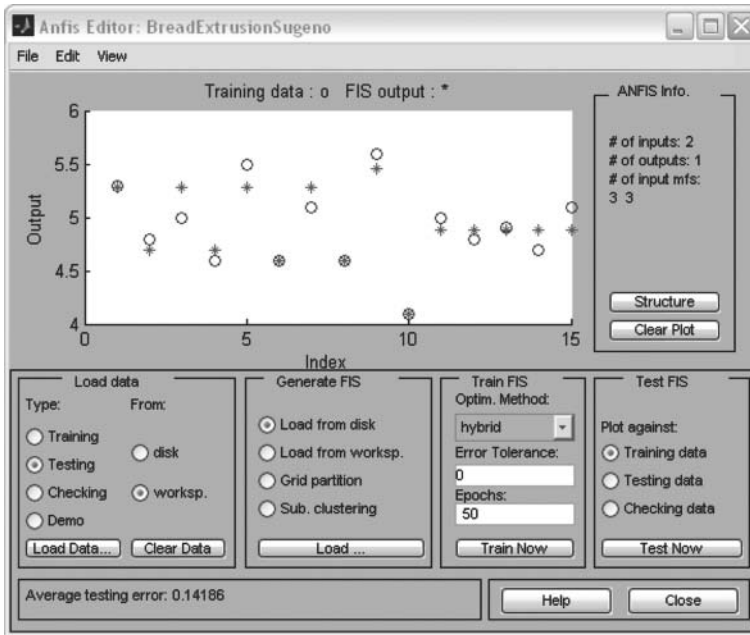 Anfis Editor: BreadExtrusionSugeno
File Edit View
Training data : o FIS output : *
6
5.5
5
4.5
4
Output
0 5 10 15
Index
ANFIS Info.
# of inputs: 2
# of outputs: 1
# of input mfs:
3 3
Structure
Clear Plot
Load data
Type: From:
Training
Testing
Checking
Demo
disk
worksp.
Load Data... Clear Data
Generate FIS
Load from disk
Load from worksp.
Grid partition
Sub. clustering
Load ...
Train FIS
Optim. Method:
hybrid
Error Tolerance:
0
Epochs:
50
Train Now
Test FIS
Plot against:
Training data
Testing data
Checking data
Test Now
Average testing error: 0.14186
Help Close